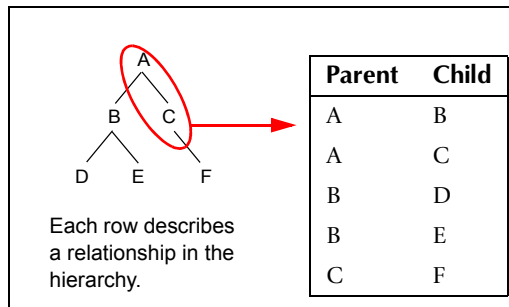 A
B C
D E F
Each row describes
a relationship in the
hierarchy.
Parent Child
A B
A C
B D
B E
C F